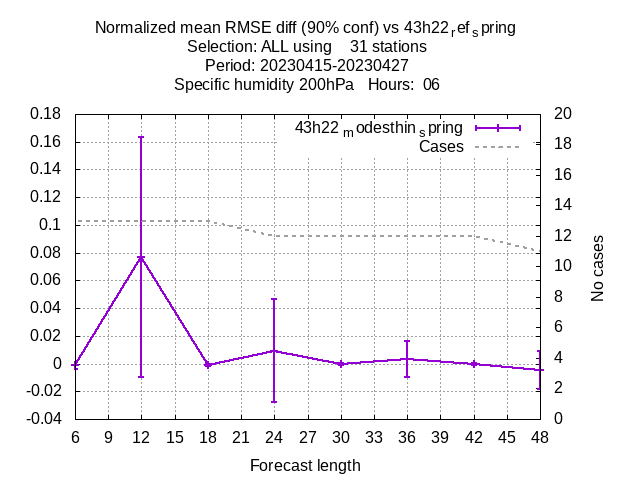 Normalized mean RMSE diff (90% conf) vs 43h22refspring
Selection: ALL using 31 stations
Period: 20230415-20230427
Specific humidity 200hPa Hours: 06
43h22modesthinspring
Cases
0.18
0.16
0.14
0.12
0.1
0.08
0.06
0.04
0.02
0
-0.02
-0.04
20
18
16
14
12
10
8
6
4
2
0
No cases
6 9 12 15 18 21 24 27 30 33 36 39 42 45 48
Forecast length